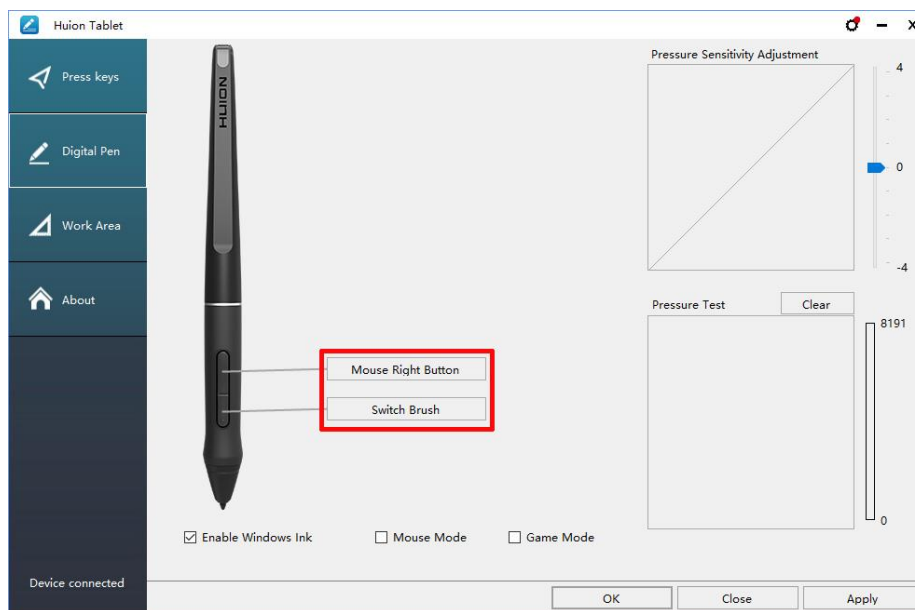 Huion Tablet
Press keys
Digital Pen
Work Area
About
Device connected
HUION
Mouse Right Button
Switch Brush
Enable Windows Ink
Mouse Mode
Game Mode
Pressure Sensitivity Adjustment
4
0
-4
Pressure Test
Clear
8191
0
OK
Close
Apply